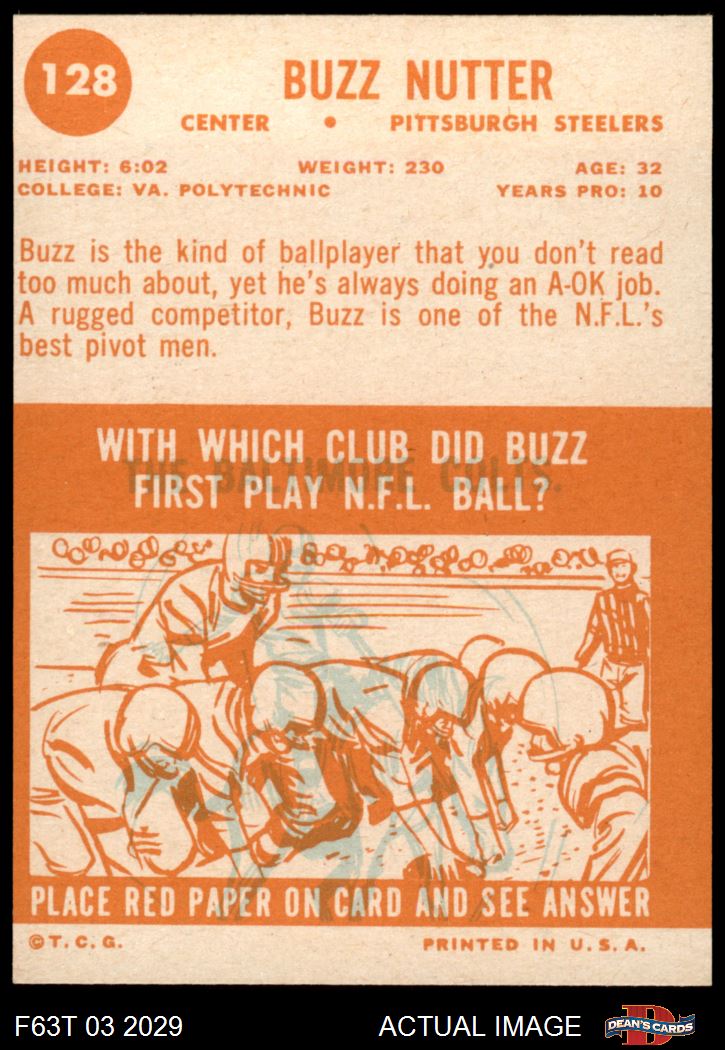 128
BUZZ NUTTER
CENTER • PITTSBURGH STEELERS
HEIGHT: 6:02 WEIGHT: 230 AGE: 32
COLLEGE: VA. POLYTECHNIC YEARS PRO: 10
Buzz is the kind of ballplayer that you don't read
too much about, yet he's always doing an A-OK job.
A rugged competitor, Buzz is one of the N.F.L.'s
best pivot men.
WITH WHICH CLUB DID BUZZ
THE BALTIMORE COLTS.
FIRST PLAY N.F.L. BALL?
PLACE RED PAPER ON CARD AND SEE ANSWER
©T.C.G. PRINTED IN U.S.A.
F63T 03 2029 ACTUAL IMAGE
D
DEAN'S CARDS